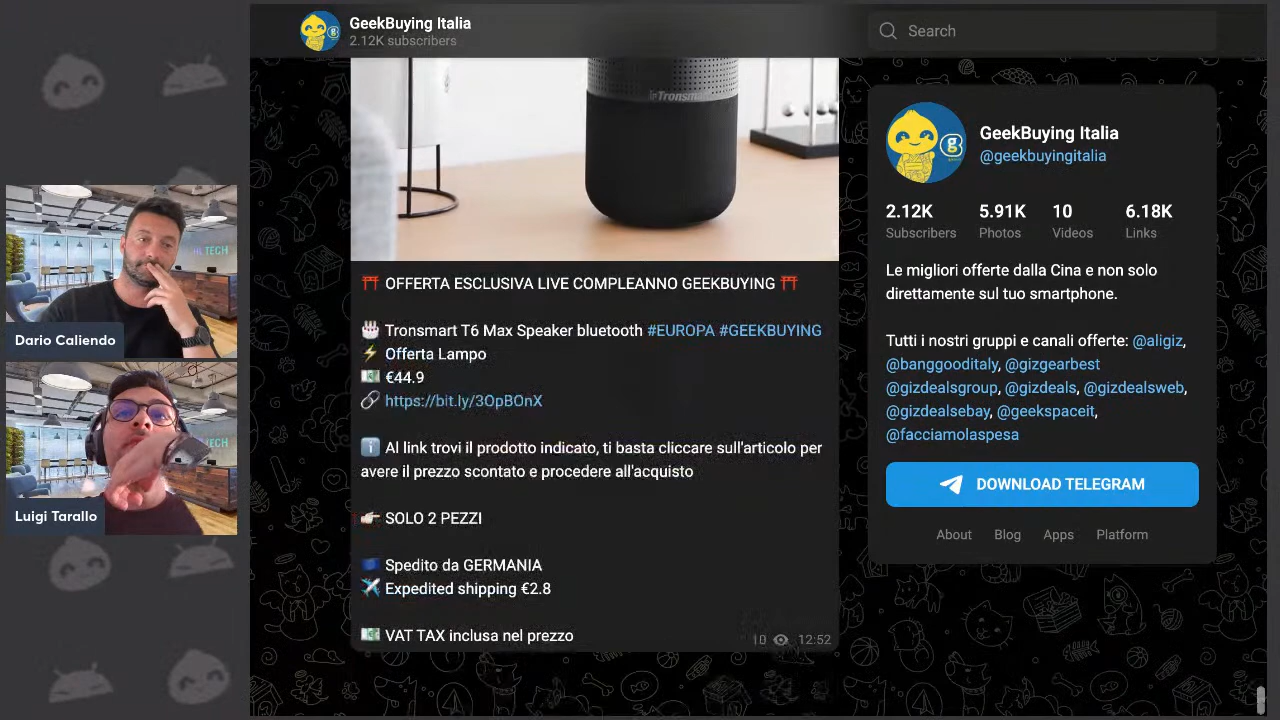 GeekBuying Italia
2.12K subscribers
Search
Tronsmart
OFFERTA ESCLUSIVA LIVE COMPLEANNO GEEKBUYING
Tronsmart T6 Max Speaker bluetooth #EUROPA #GEEKBUYING
Offerta Lampo
€44.9
https://bit.ly/3OpBOnX
Al link trovi il prodotto indicato, ti basta cliccare sull'articolo per
avere il prezzo scontato e procedere all'acquisto
SOLO 2 PEZZI
Spedito da GERMANIA
Expedited shipping €2.8
VAT TAX inclusa nel prezzo
10 12:52
GeekBuying Italia
@geekbuyingitalia
2.12K 5.91K 10 6.18K
Subscribers Photos Videos Links
Le migliori offerte dalla Cina e non solo
direttamente sul tuo smartphone.
Tutti i nostri gruppi e canali offerte: @aligiz,
@banggooditaly, @gizgearbest
@gizdealsgroup, @gizdeals, @gizdealsweb,
@gizdealsebay, @geekspaceit,
@facciamolaspesa
DOWNLOAD TELEGRAM
About Blog Apps Platform
TECH
Dario Caliendo
TECH
Luigi Tarallo